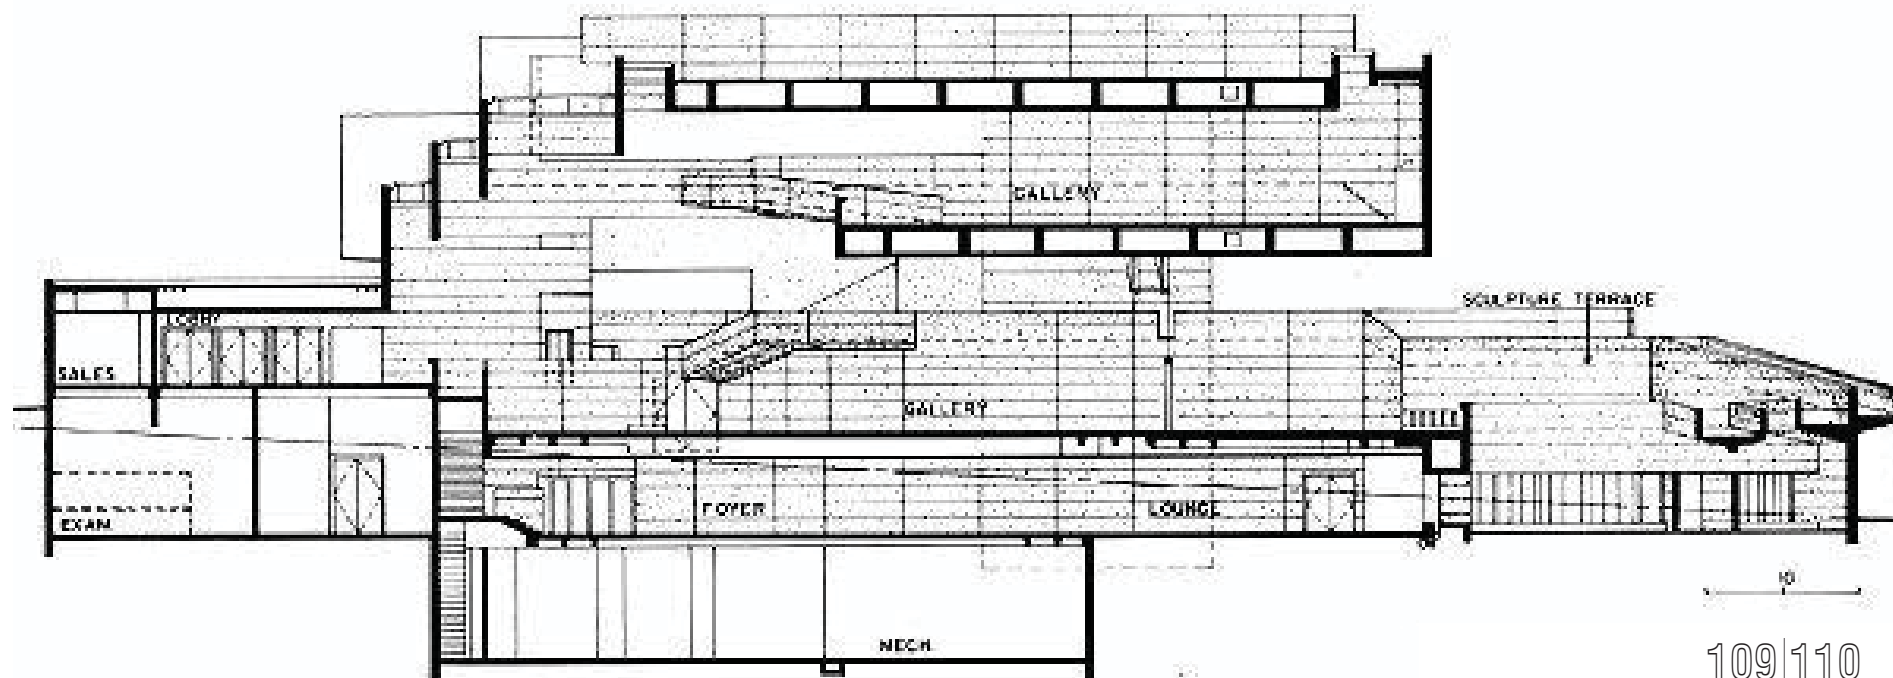 GALLERY
SCULPTURE TERRACE
LOBBY
SALES
GALLERY
EXAM
FOYER
LOUNGE
10
MECH
109|110